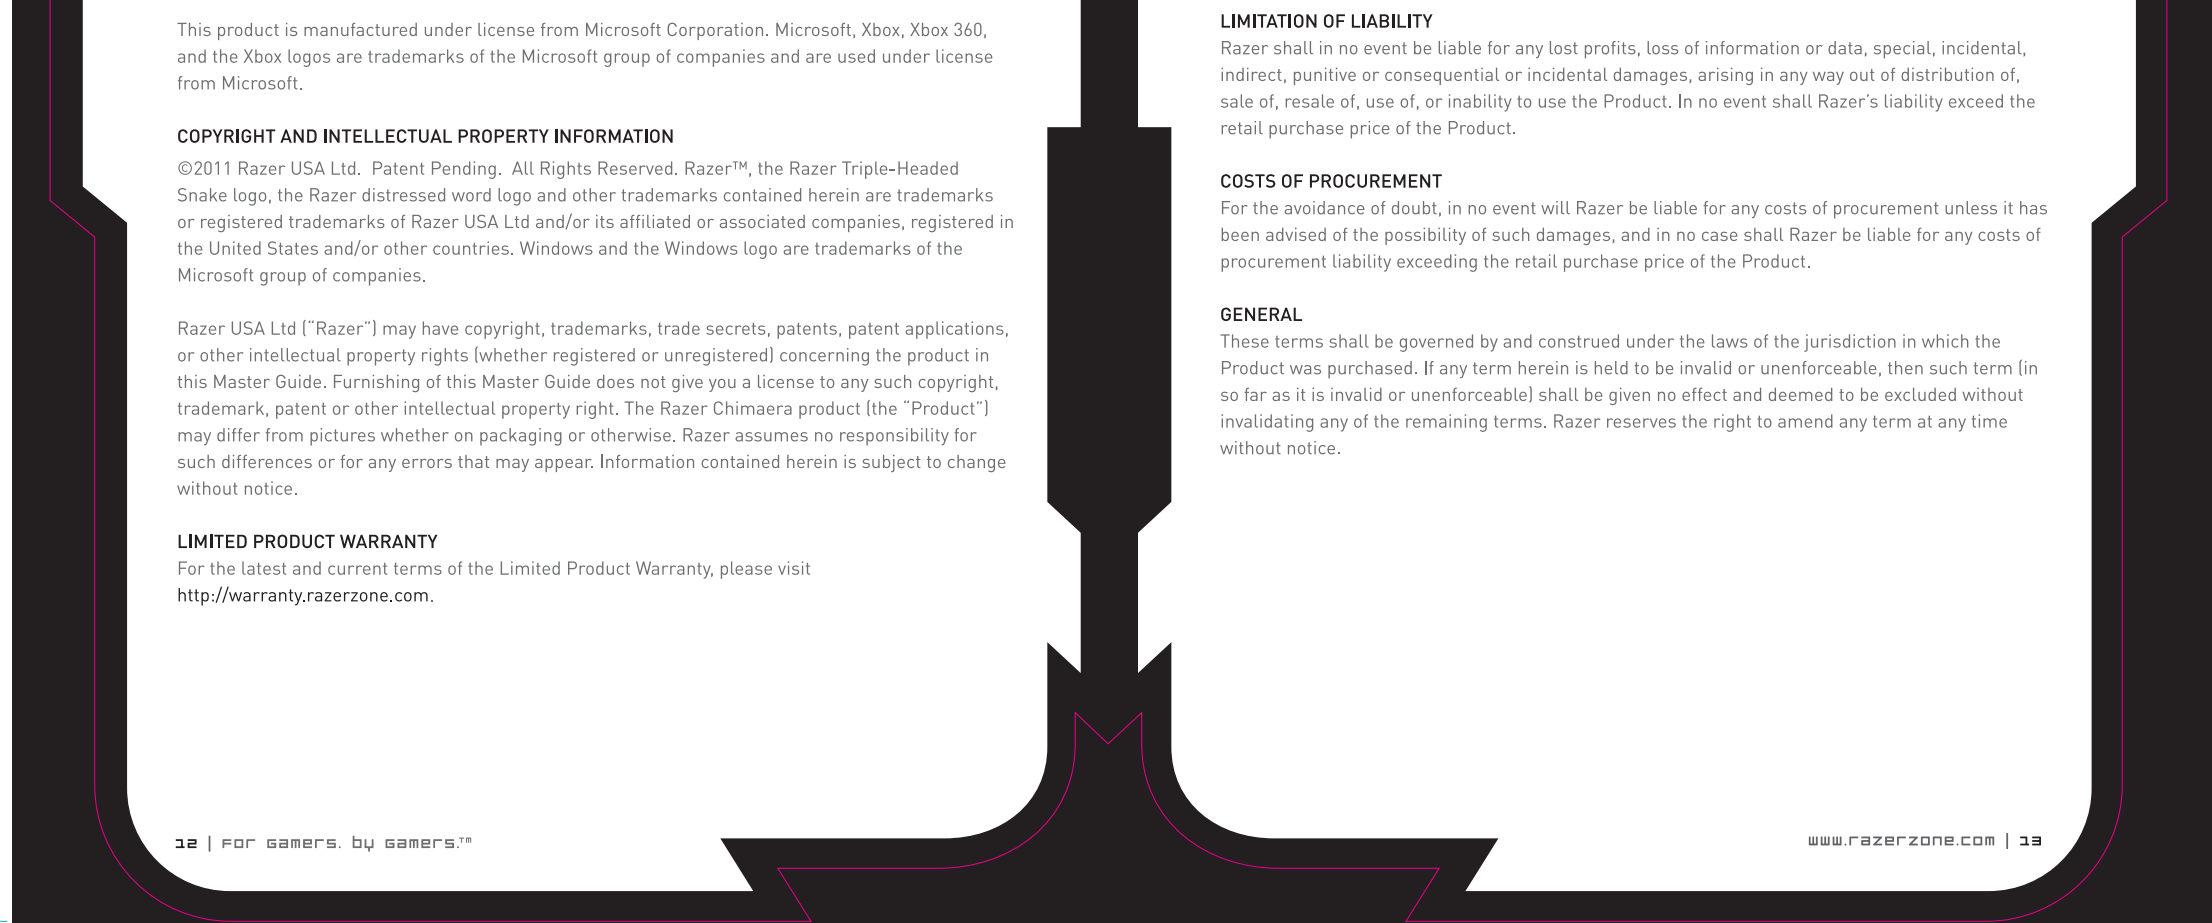 This product is manufactured under license from Microsoft Corporation. Microsoft, Xbox, Xbox 360,
and the Xbox logos are trademarks of the Microsoft group of companies and are used under license
from Microsoft.
COPYRIGHT AND INTELLECTUAL PROPERTY INFORMATION
©2011 Razer USA Ltd. Patent Pending. All Rights Reserved. Razer™, the Razer Triple-Headed
Snake logo, the Razer distressed word logo and other trademarks contained herein are trademarks
or registered trademarks of Razer USA Ltd and/or its affiliated or associated companies, registered in
the United States and/or other countries. Windows and the Windows logo are trademarks of the
Microsoft group of companies.
Razer USA Ltd (“Razer”) may have copyright, trademarks, trade secrets, patents, patent applications,
or other intellectual property rights (whether registered or unregistered) concerning the product in
this Master Guide. Furnishing of this Master Guide does not give you a license to any such copyright,
trademark, patent or other intellectual property right. The Razer Chimaera product (the “Product”)
may differ from pictures whether on packaging or otherwise. Razer assumes no responsibility for
such differences or for any errors that may appear. Information contained herein is subject to change
without notice.
LIMITED PRODUCT WARRANTY
For the latest and current terms of the Limited Product Warranty, please visit
http://warranty.razerzone.com.
12 | For gamers. by gamers.™
LIMITATION OF LIABILITY
Razer shall in no event be liable for any lost profits, loss of information or data, special, incidental,
indirect, punitive or consequential or incidental damages, arising in any way out of distribution of,
sale of, resale of, use of, or inability to use the Product. In no event shall Razer’s liability exceed the
retail purchase price of the Product.
COSTS OF PROCUREMENT
For the avoidance of doubt, in no event will Razer be liable for any costs of procurement unless it has
been advised of the possibility of such damages, and in no case shall Razer be liable for any costs of
procurement liability exceeding the retail purchase price of the Product.
GENERAL
These terms shall be governed by and construed under the laws of the jurisdiction in which the
Product was purchased. If any term herein is held to be invalid or unenforceable, then such term (in
so far as it is invalid or unenforceable) shall be given no effect and deemed to be excluded without
invalidating any of the remaining terms. Razer reserves the right to amend any term at any time
without notice.
www.razerzone.com | 13